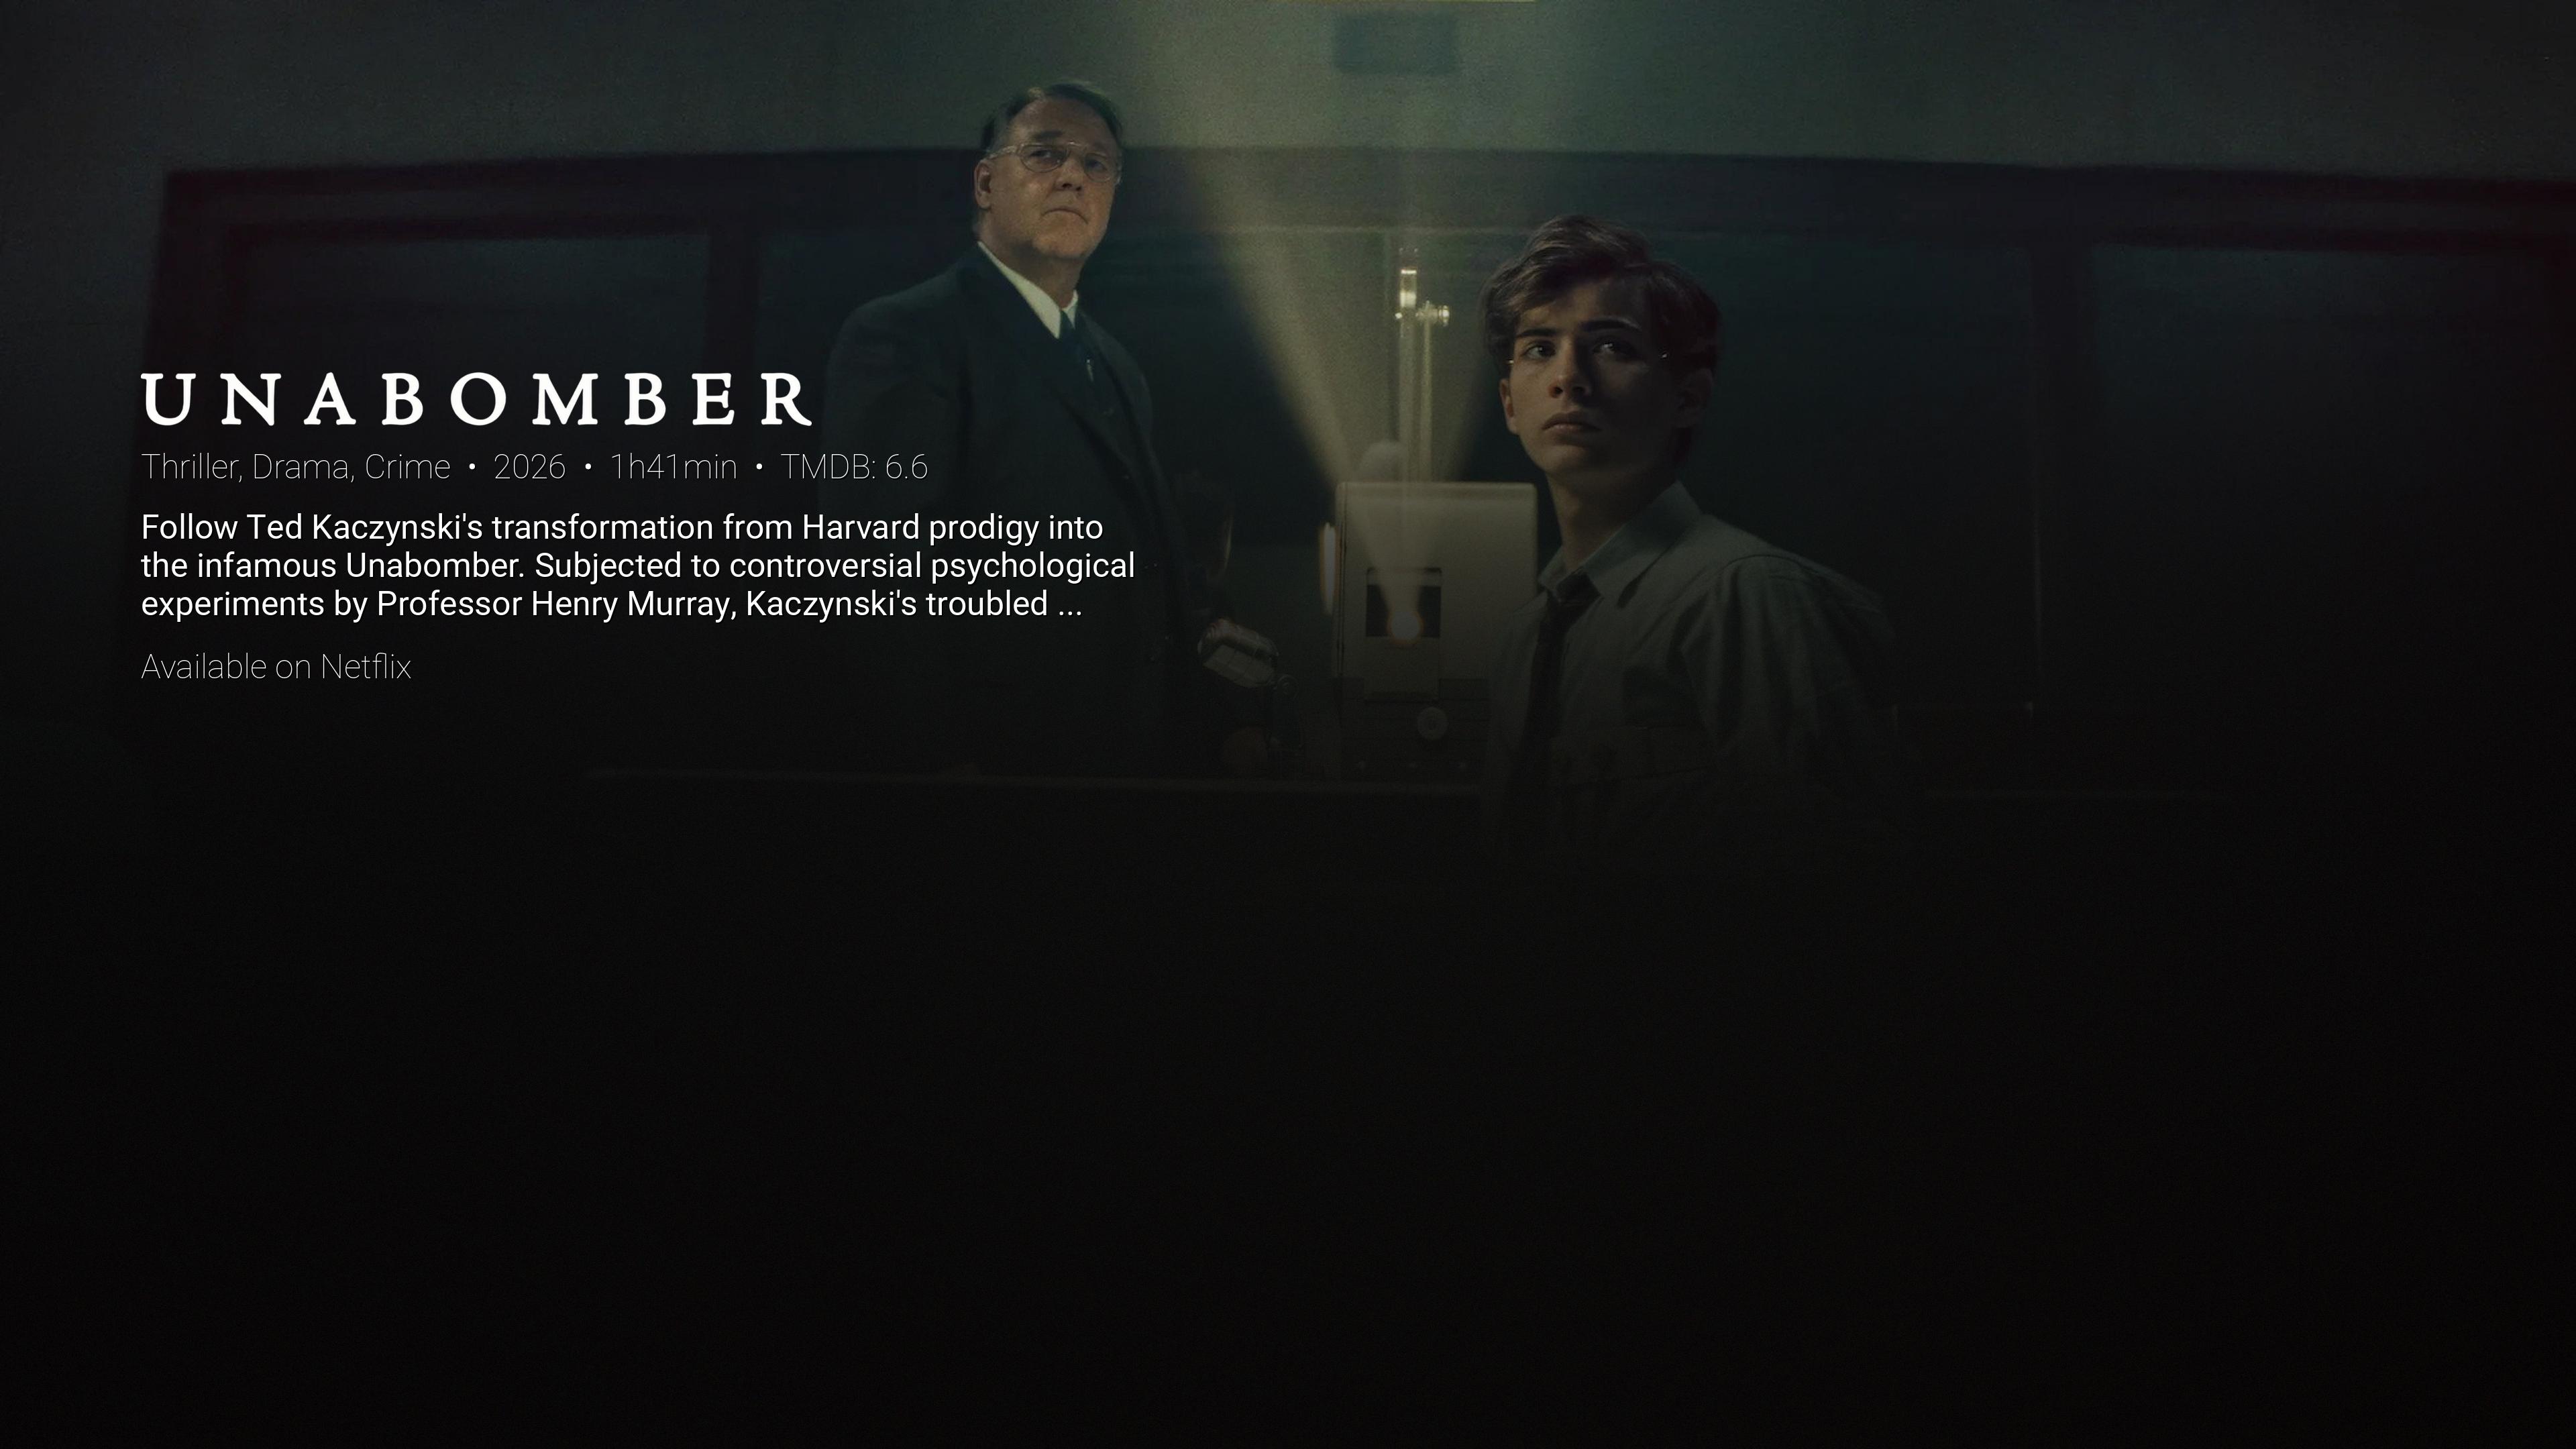 UNABOMBER
Thriller, Drama, Crime • 2026 • 1h41min • TMDB: 6.6
Follow Ted Kaczynski's transformation from Harvard prodigy into
the infamous Unabomber. Subjected to controversial psychological
experiments by Professor Henry Murray, Kaczynski's troubled ...
Available on Netflix